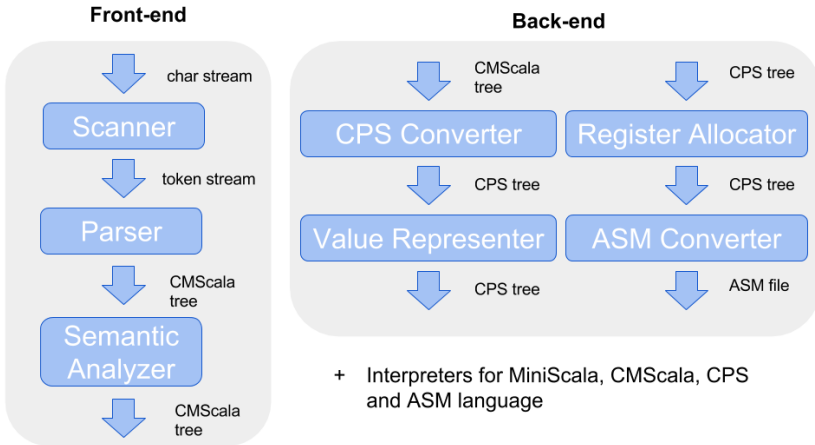 Front-end
char stream
Scanner
token stream
Parser
CMScala
tree
Semantic
Analyzer
CMScala
tree
Back-end
CMScala
tree
CPS Converter
CPS tree
Value Representer
CPS tree
CPS tree
Register Allocator
CPS tree
ASM Converter
ASM file
+ Interpreters for MiniScala, CMScala, CPS
and ASM language